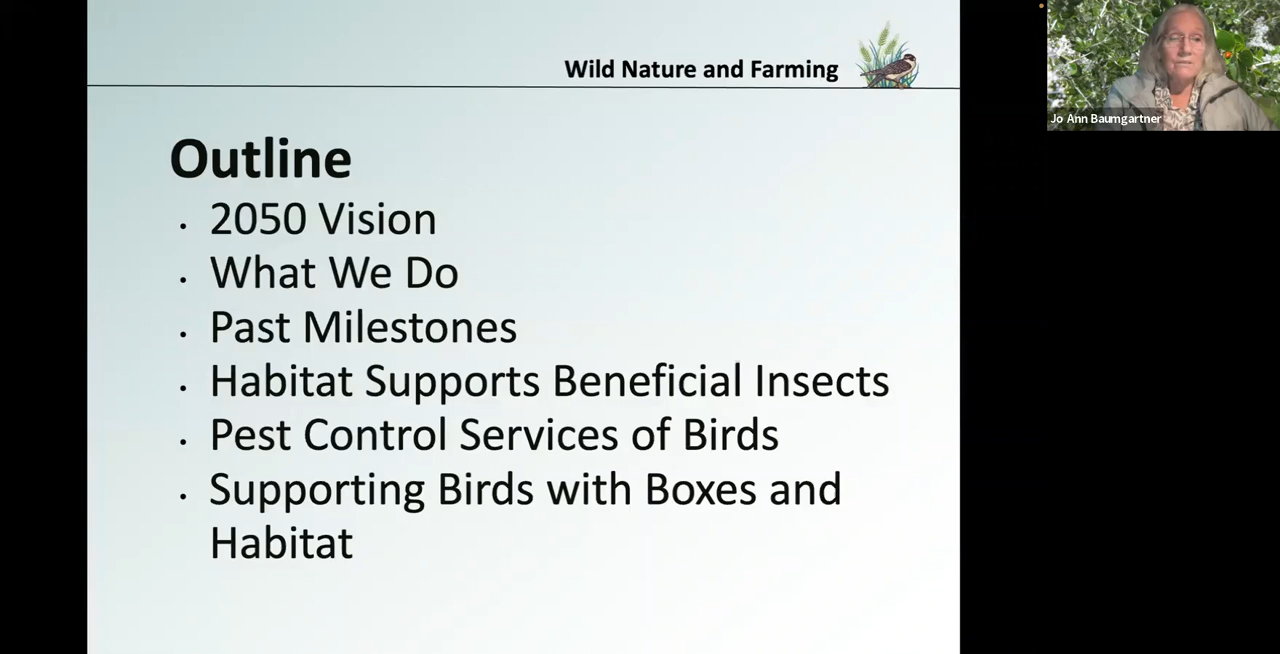 Wild Nature and Farming
Jo Ann Baumgartner
Outline
· 2050 Vision
· What We Do
· Past Milestones
· Habitat Supports Beneficial Insects
· Pest Control Services of Birds
· Supporting Birds with Boxes and
Habitat